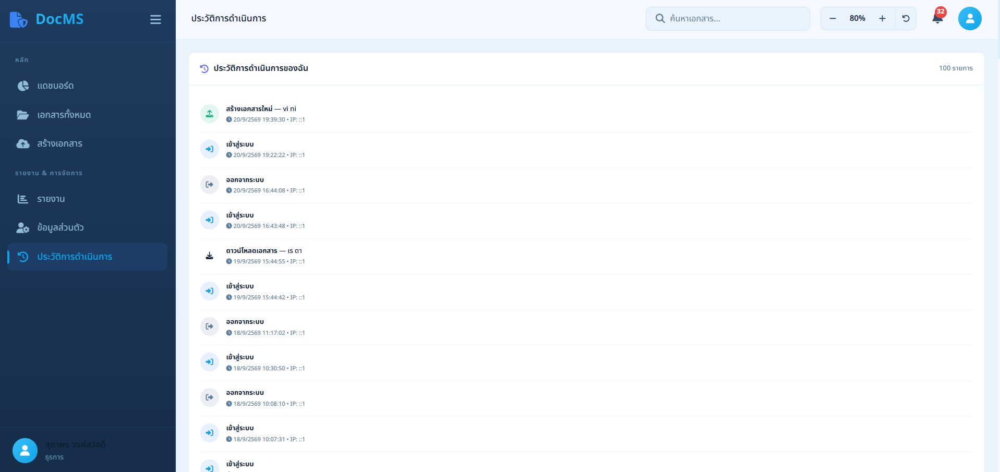 DocMS
หลัก
แดชบอร์ด
เอกสารทั้งหมด
สร้างเอกสาร
รายงาน & การจัดการ
รายงาน
ข้อมูลส่วนตัว
ประวัติการดำเนินการ
สุภาพร วงศ์สวัสดิ์
ธุรการ
ประวัติการดำเนินการ
ค้นหาเอกสาร...
80%
32
ประวัติการดำเนินการของฉัน
100 รายการ
สร้างเอกสารใหม่ — vi ni
20/9/2569 19:39:30 • IP: ::1
เข้าสู่ระบบ
20/9/2569 19:22:22 • IP: ::1
ออกจากระบบ
20/9/2569 16:44:08 • IP: ::1
เข้าสู่ระบบ
20/9/2569 16:43:48 • IP: ::1
ดาวน์โหลดเอกสาร — เร ดา
19/9/2569 15:44:55 • IP: ::1
เข้าสู่ระบบ
19/9/2569 15:44:42 • IP: ::1
ออกจากระบบ
18/9/2569 11:17:02 • IP: ::1
เข้าสู่ระบบ
18/9/2569 10:30:50 • IP: ::1
ออกจากระบบ
18/9/2569 10:08:10 • IP: ::1
เข้าสู่ระบบ
18/9/2569 10:07:31 • IP: ::1
เข้าสู่ระบบ